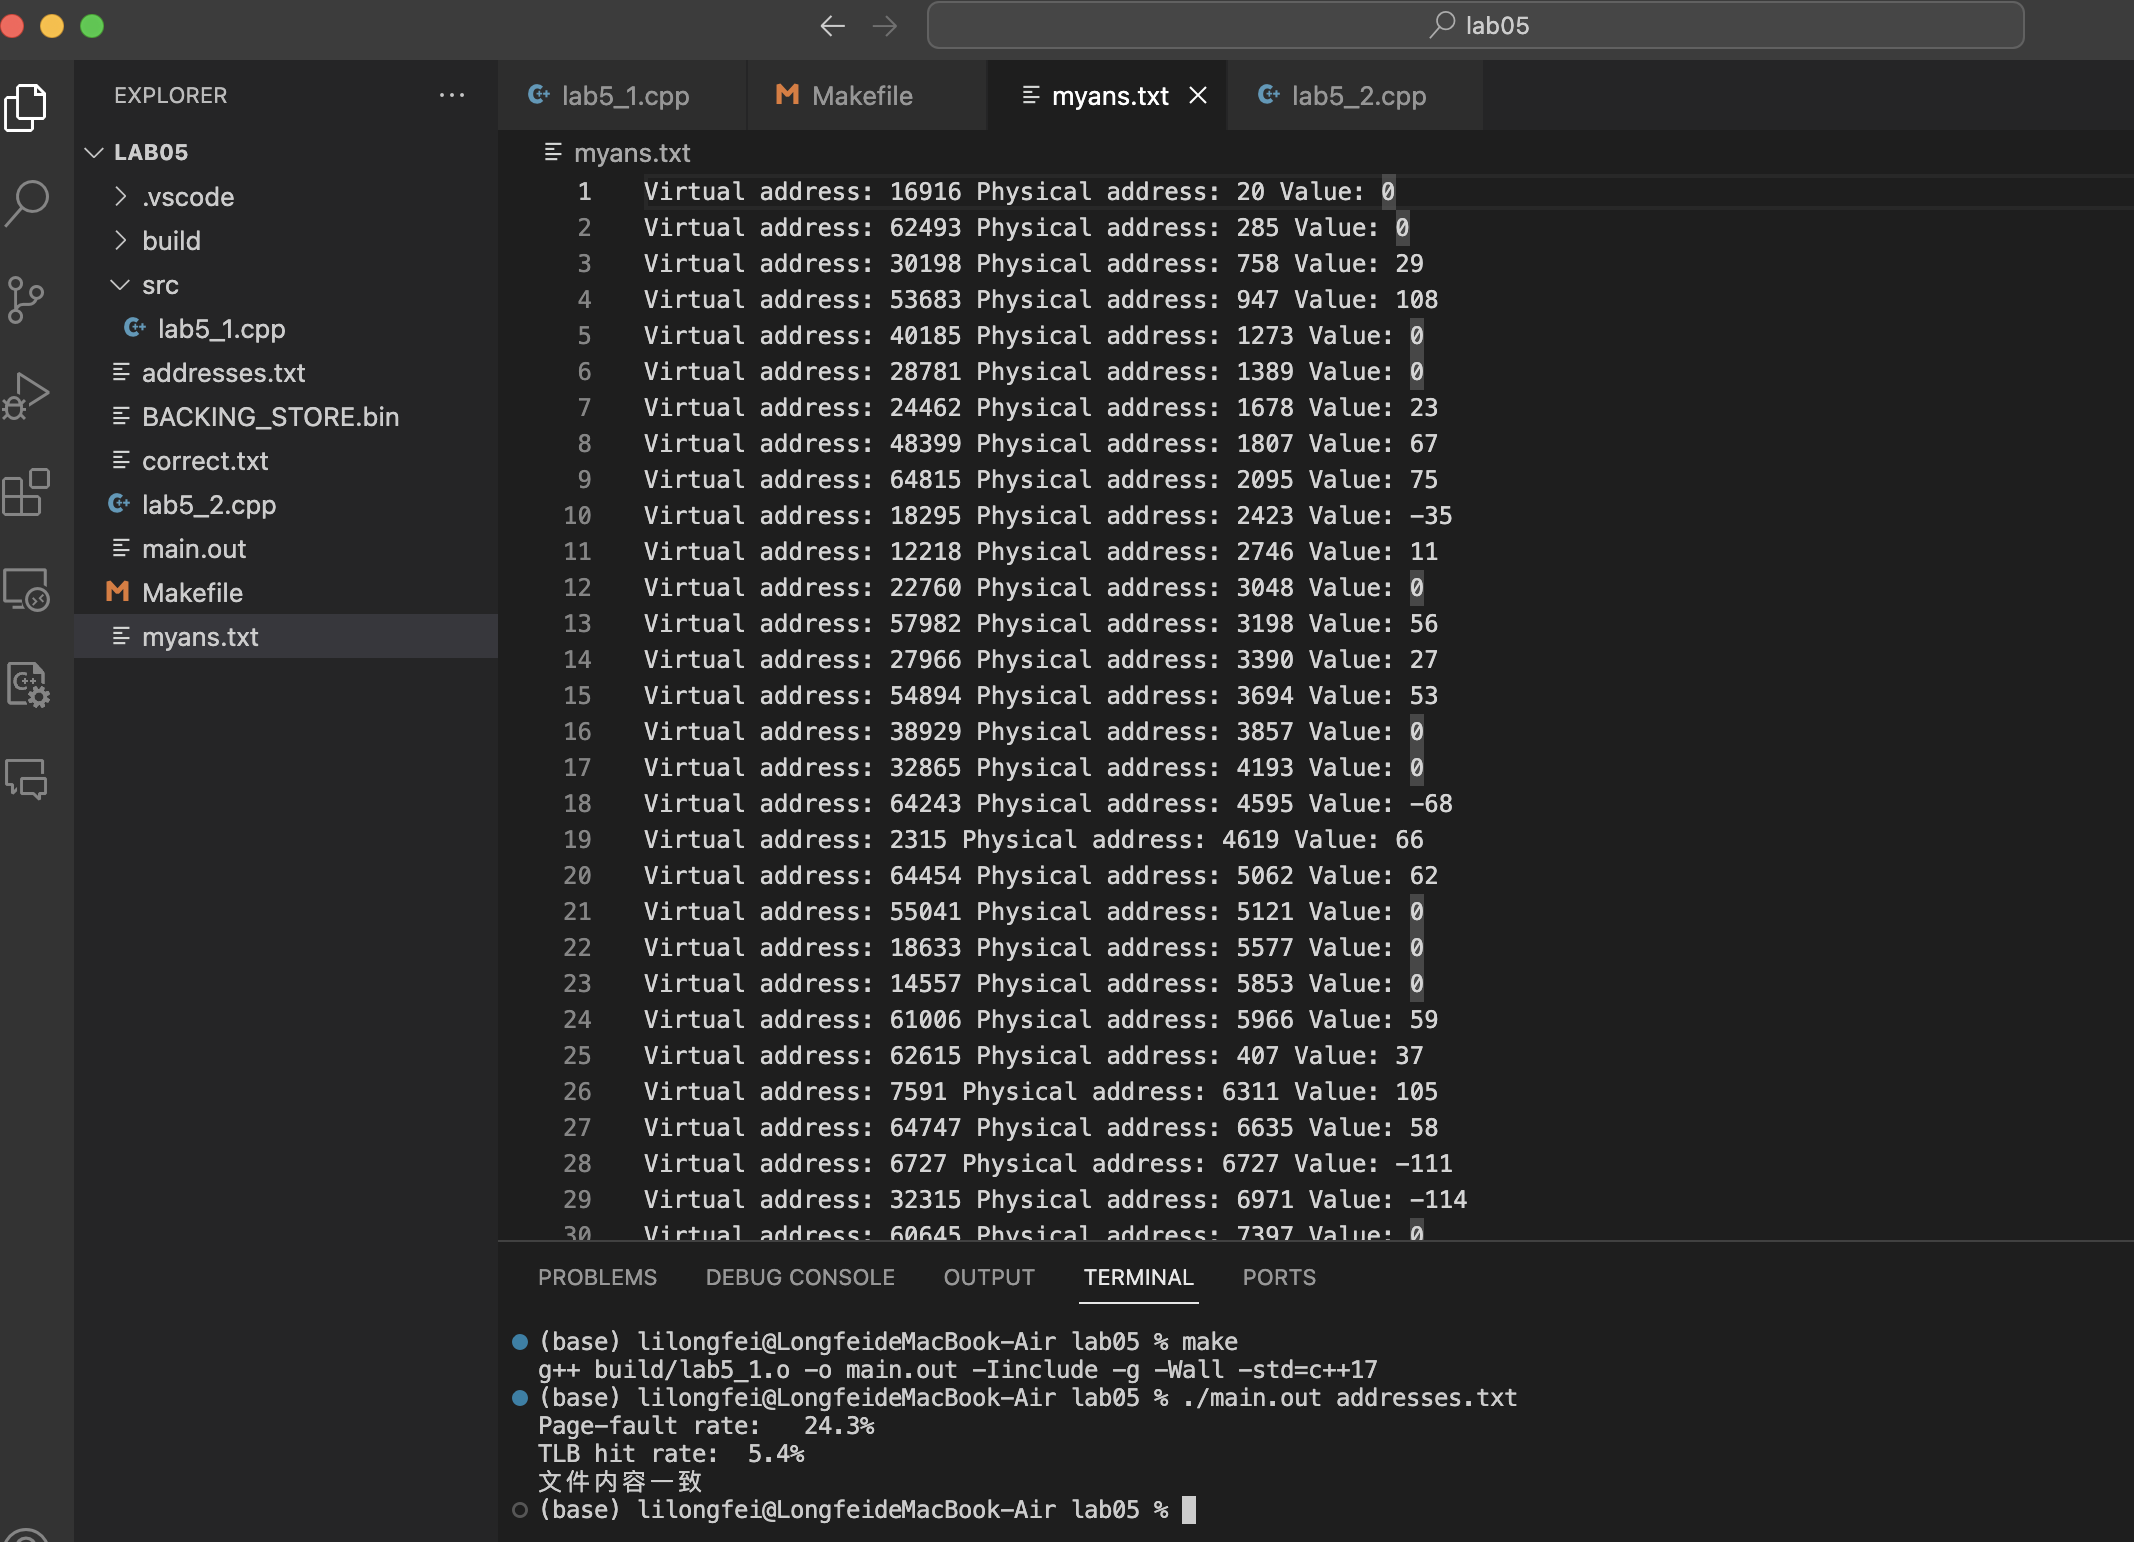 lab05
EXPLORER
LAB05
.vscode
build
src
lab5_1.cpp
addresses.txt
BACKING_STORE.bin
correct.txt
lab5_2.cpp
main.out
Makefile
myans.txt
lab5_1.cpp
Makefile
myans.txt
lab5_2.cpp
myans.txt
1 Virtual address: 16916 Physical address: 20 Value: 0
2 Virtual address: 62493 Physical address: 285 Value: 0
3 Virtual address: 30198 Physical address: 758 Value: 29
4 Virtual address: 53683 Physical address: 947 Value: 108
5 Virtual address: 40185 Physical address: 1273 Value: 0
6 Virtual address: 28781 Physical address: 1389 Value: 0
7 Virtual address: 24462 Physical address: 1678 Value: 23
8 Virtual address: 48399 Physical address: 1807 Value: 67
9 Virtual address: 64815 Physical address: 2095 Value: 75
10 Virtual address: 18295 Physical address: 2423 Value: -35
11 Virtual address: 12218 Physical address: 2746 Value: 11
12 Virtual address: 22760 Physical address: 3048 Value: 0
13 Virtual address: 57982 Physical address: 3198 Value: 56
14 Virtual address: 27966 Physical address: 3390 Value: 27
15 Virtual address: 54894 Physical address: 3694 Value: 53
16 Virtual address: 38929 Physical address: 3857 Value: 0
17 Virtual address: 32865 Physical address: 4193 Value: 0
18 Virtual address: 64243 Physical address: 4595 Value: -68
19 Virtual address: 2315 Physical address: 4619 Value: 66
20 Virtual address: 64454 Physical address: 5062 Value: 62
21 Virtual address: 55041 Physical address: 5121 Value: 0
22 Virtual address: 18633 Physical address: 5577 Value: 0
23 Virtual address: 14557 Physical address: 5853 Value: 0
24 Virtual address: 61006 Physical address: 5966 Value: 59
25 Virtual address: 62615 Physical address: 407 Value: 37
26 Virtual address: 7591 Physical address: 6311 Value: 105
27 Virtual address: 64747 Physical address: 6635 Value: 58
28 Virtual address: 6727 Physical address: 6727 Value: -111
29 Virtual address: 32315 Physical address: 6971 Value: -114
30 Virtual address: 60645 Physical address: 7397 Value: 0
PROBLEMS DEBUG CONSOLE OUTPUT TERMINAL PORTS
(base) lilongfei@LongfeideMacBook-Air lab05 % make
g++ build/lab5_1.o -o main.out -Iinclude -g -Wall -std=c++17
(base) lilongfei@LongfeideMacBook-Air lab05 % ./main.out addresses.txt
Page-fault rate: 24.3%
TLB hit rate: 5.4%
文件内容一致
(base) lilongfei@LongfeideMacBook-Air lab05 %